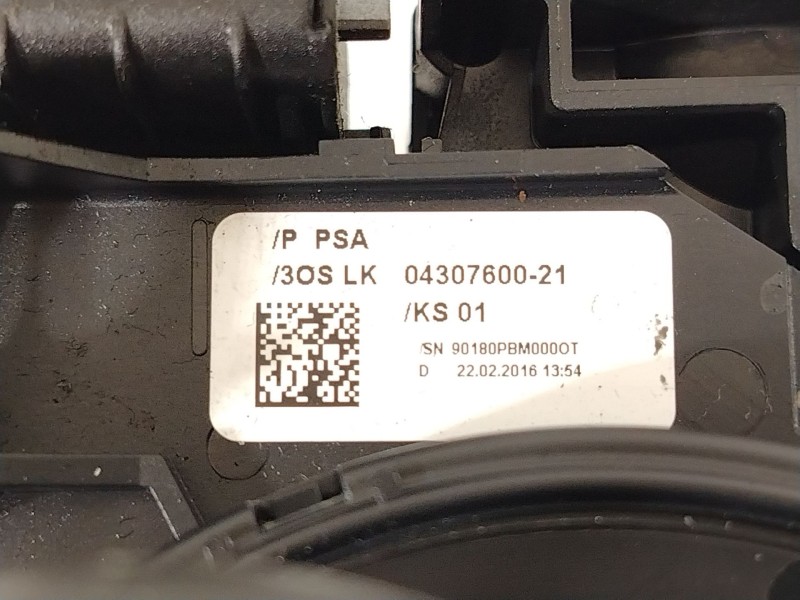 /P PSA
/3OS LK 04307600-21
/KS 01
/SN 90180PBM000OT
D 22.02.2016 13:54